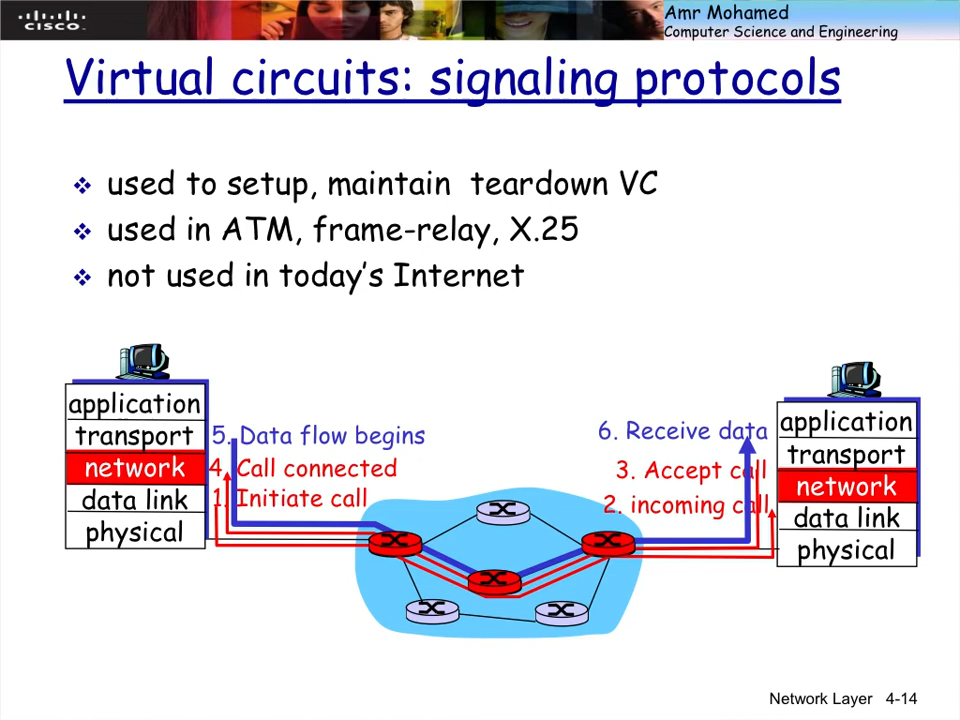 CISCO
Amr Mohamed
Computer Science and Engineering
Virtual circuits: signaling protocols
used to setup, maintain teardown VC
used in ATM, frame-relay, X.25
not used in today's Internet
application
transport
network
data link
physical
5. Data flow begins
4. Call connected
1. Initiate call
6. Receive data
3. Accept call
2. incoming call
application
transport
network
data link
physical
Network Layer 4-14